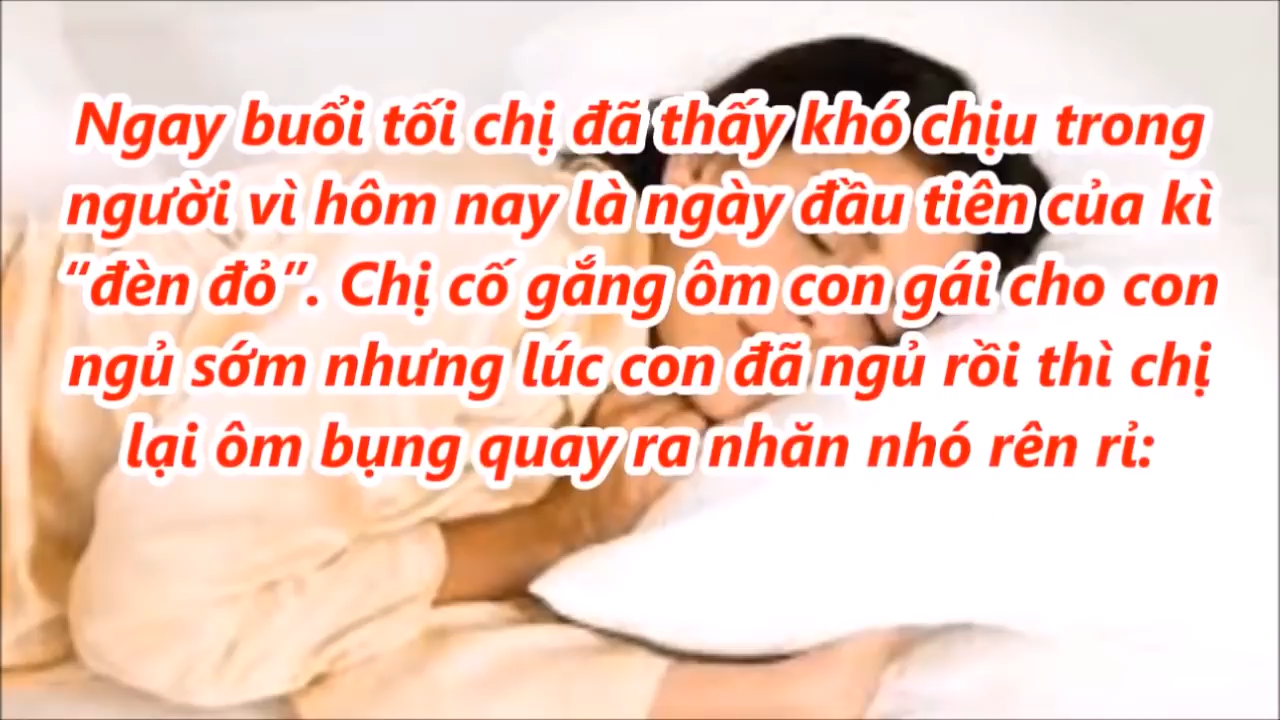 Ngay buổi tối chị đã thấy khó chịu trong
người vì hôm nay là ngày đầu tiên của kì
“đèn đỏ”. Chị cố gắng ôm con gái cho con
ngủ sớm nhưng lúc con đã ngủ rồi thì chị
lại ôm bụng quay ra nhăn nhó rên rỉ: